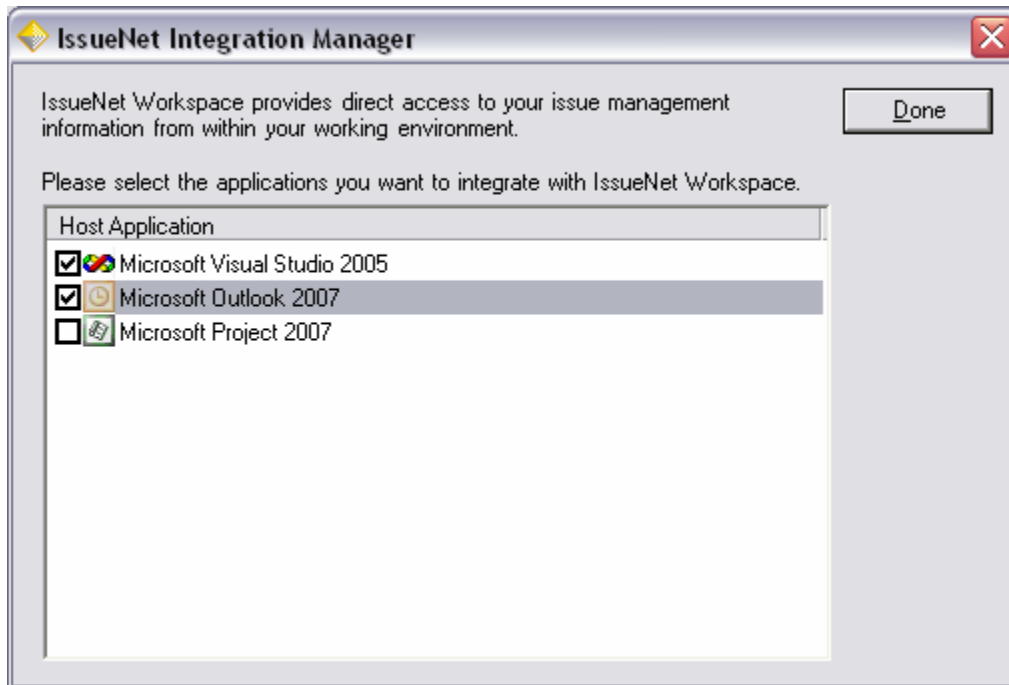 IssueNet Integration Manager
IssueNet Workspace provides direct access to your issue management
information from within your working environment.
Done
Please select the applications you want to integrate with IssueNet Workspace.
Host Application
Microsoft Visual Studio 2005
Microsoft Outlook 2007
Microsoft Project 2007